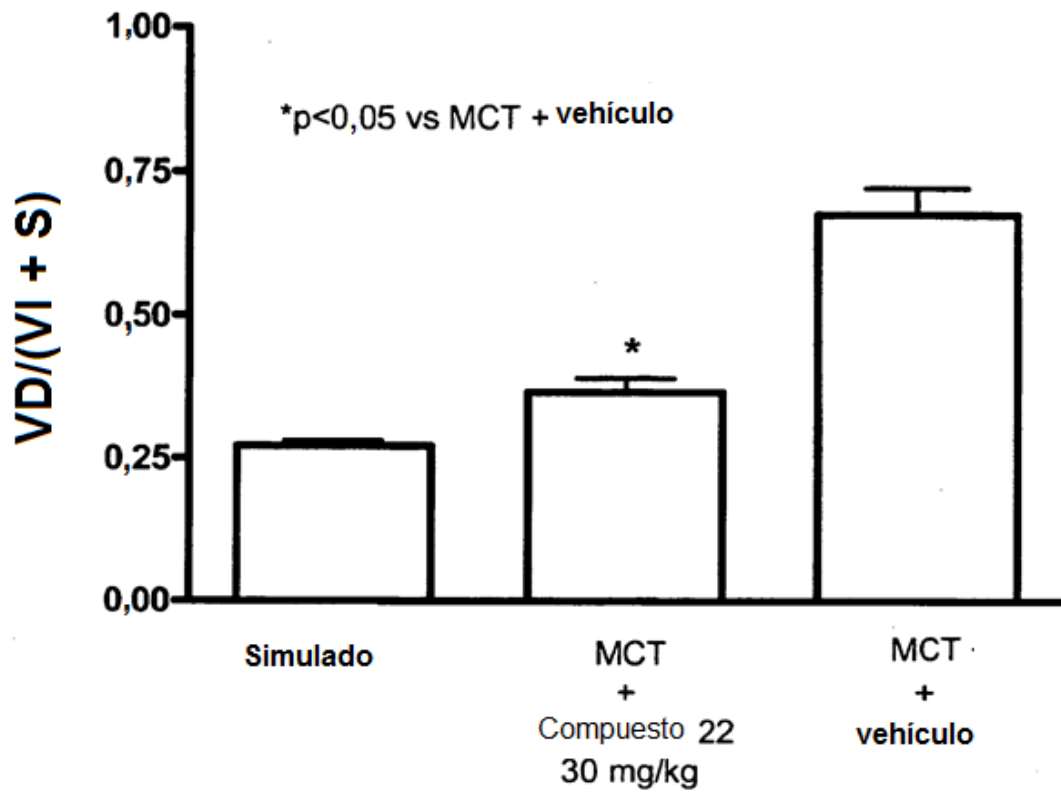 1,00
*p<0,05 vs MCT + vehículo
0,75
VD/(VI + S)
0,50
*
0,25
0,00
Simulado
MCT
+
Compuesto 22
30 mg/kg
MCT
+
vehículo